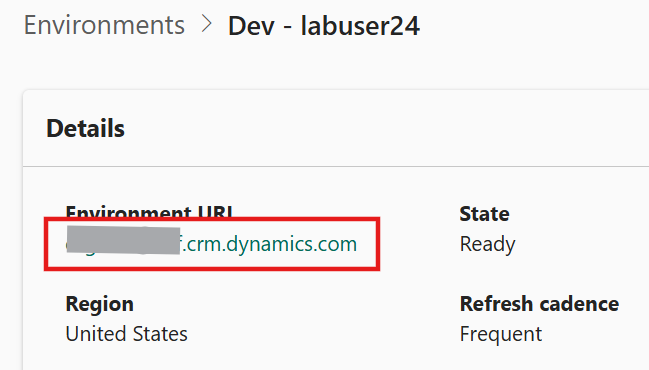 Environments > Dev - labuser24
Details
Environment URL
f.crm.dynamics.com
State
Ready
Region
United States
Refresh cadence
Frequent